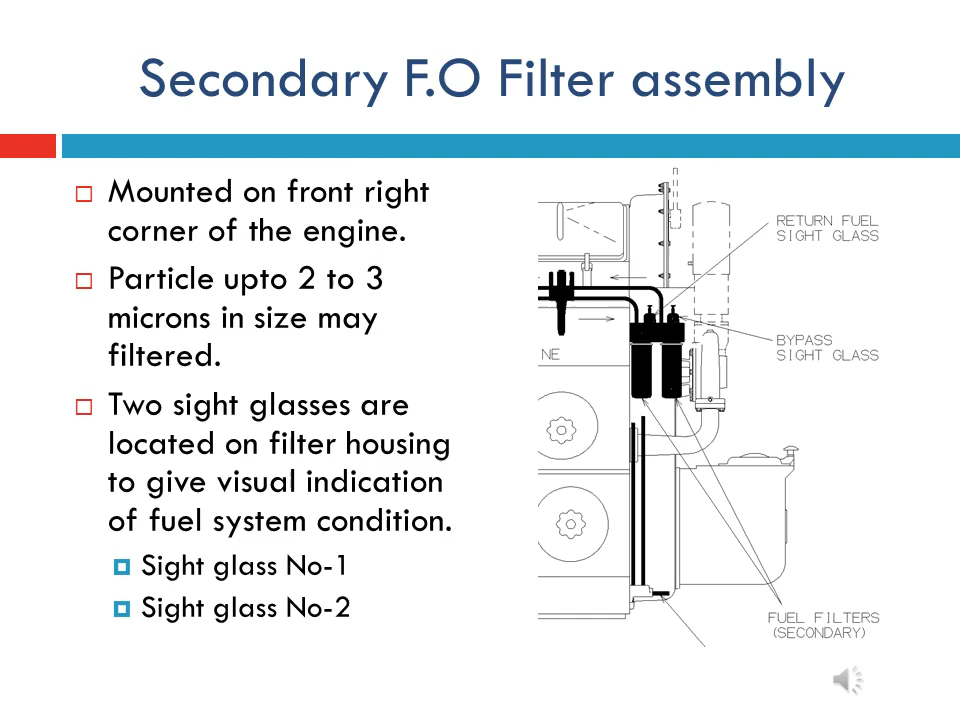 Secondary F.O Filter assembly
Mounted on front right
corner of the engine.
Particle upto 2 to 3
microns in size may
filtered.
Two sight glasses are
located on filter housing
to give visual indication
of fuel system condition.
Sight glass No-1
Sight glass No-2
RETURN FUEL
SIGHT GLASS
BYPASS
SIGHT GLASS
NE
FUEL FILTERS
(SECONDARY)